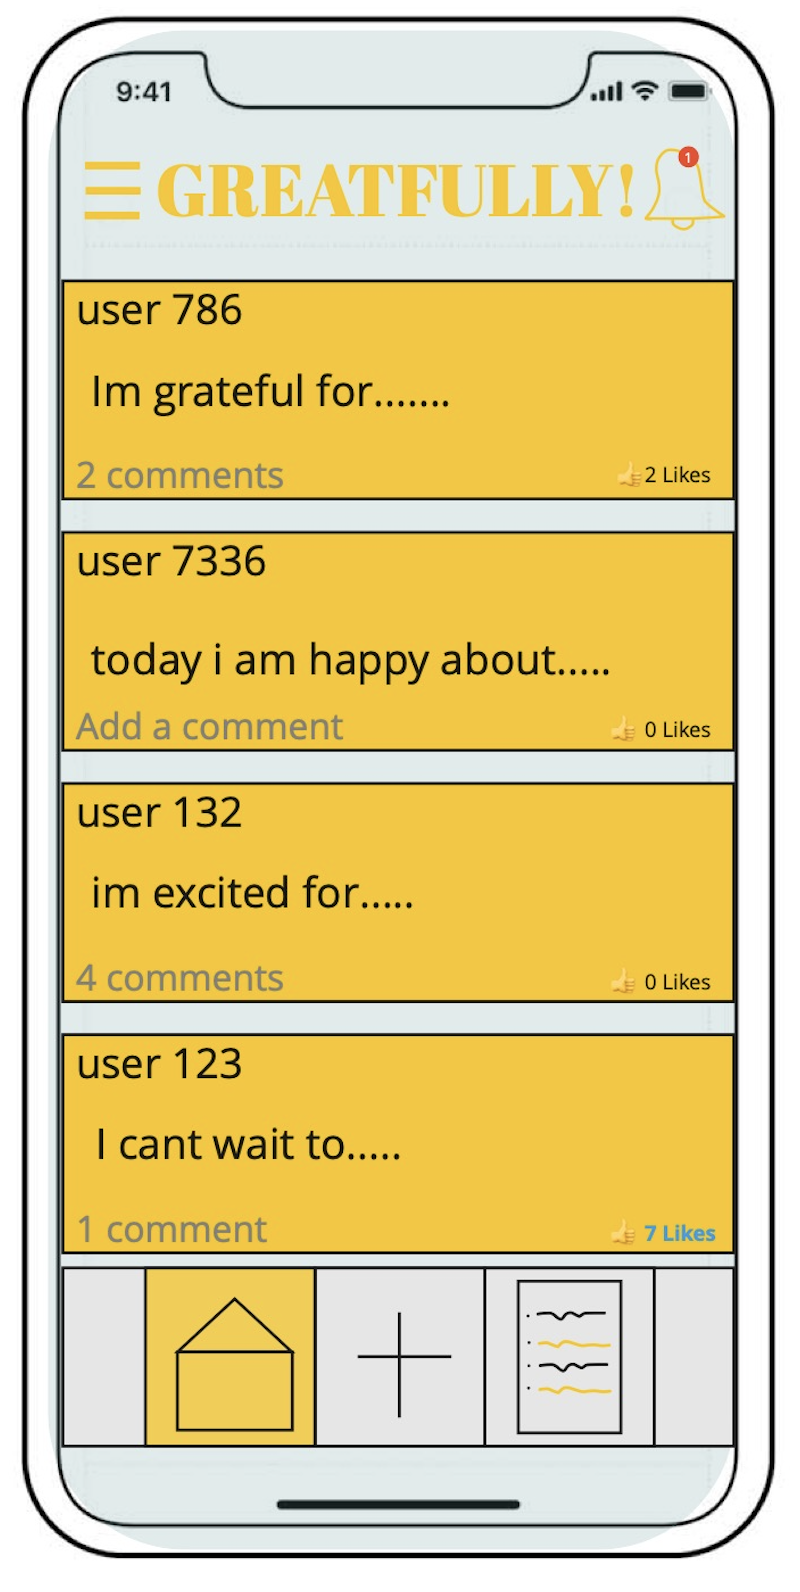 9:41
GREATFULLY!
1
user 786
Im grateful for.......
2 comments
👍2 Likes
user 7336
today i am happy about.....
Add a comment
👍 0 Likes
user 132
im excited for.....
4 comments
👍 0 Likes
user 123
I cant wait to.....
1 comment
👍 7 Likes